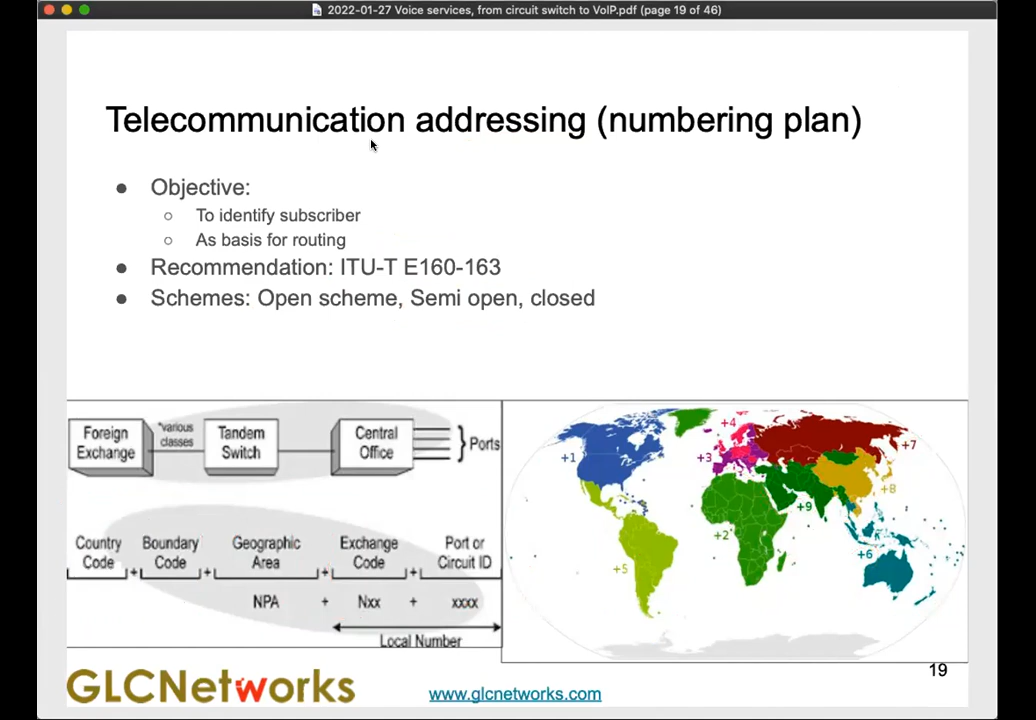 2022-01-27 Voice services, from circuit switch to VoIP.pdf (page 19 of 46)
Telecommunication addressing (numbering plan)
● Objective:
○ To identify subscriber
○ As basis for routing
● Recommendation: ITU-T E160-163
● Schemes: Open scheme, Semi open, closed
Foreign
Exchange
*various
classes
Tandem
Switch
Central
Office
} Ports
Country
Code
+
Boundary
Code
+
Geographic
Area
+
Exchange
Code
+
Port or
Circuit ID
NPA + Nxx + xxxx
Local Number
+1
+2
+3
+4
+5
+6
+7
+8
+9
GLCNetworks
www.glcnetworks.com
19